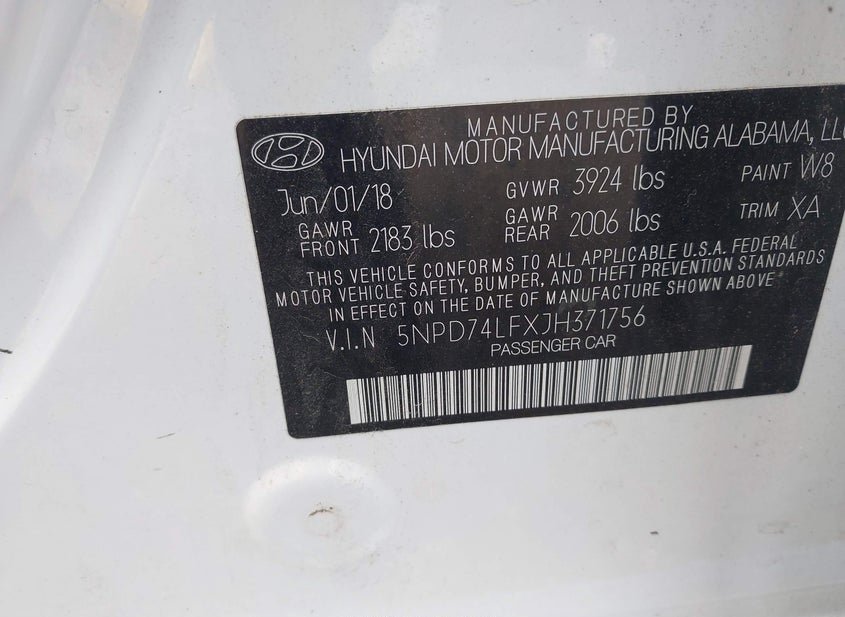 MANUFACTURED BY
HYUNDAI MOTOR MANUFACTURING ALABAMA, LLC
Jun/01/18 GVWR 3924 lbs PAINT W8
GAWR FRONT 2183 lbs GAWR REAR 2006 lbs TRIM XA
THIS VEHICLE CONFORMS TO ALL APPLICABLE U.S.A. FEDERAL
MOTOR VEHICLE SAFETY, BUMPER, AND THEFT PREVENTION STANDARDS
IN EFFECT ON THE DATE OF MANUFACTURE SHOWN ABOVE
V.I.N 5NPD74LFXJH371756
PASSENGER CAR